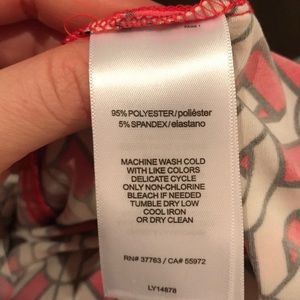 95% POLYESTER/poliéster
5% SPANDEX/elastano
MACHINE WASH COLD
WITH LIKE COLORS
DELICATE CYCLE
ONLY NON-CHLORINE
BLEACH IF NEEDED
TUMBLE DRY LOW
COOL IRON
OR DRY CLEAN
RN# 37763 / CA# 55972
LY14878